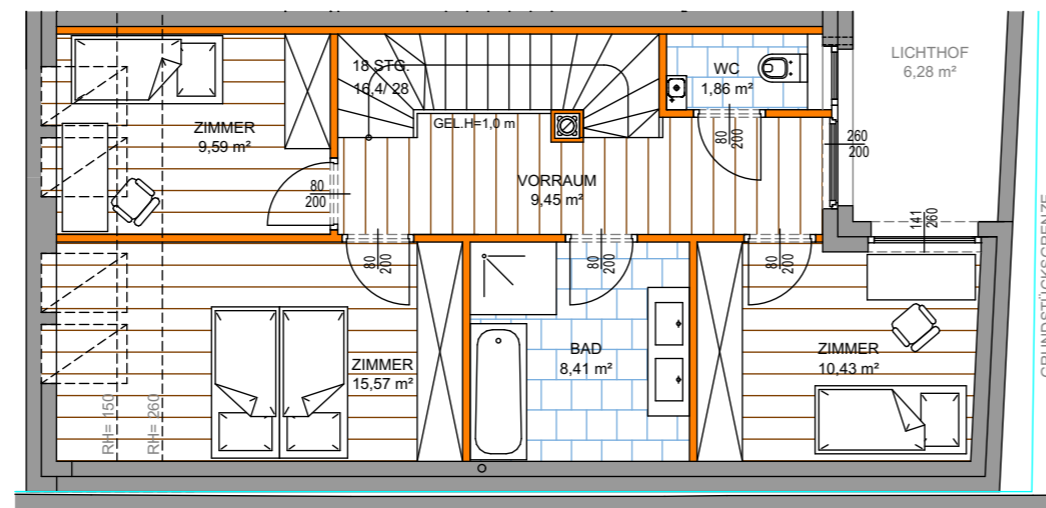 18 STG.
16,4/ 28
GEL.H=1,0 m
WC
1,86 m²
LICHTHOF
6,28 m²
ZIMMER
9,59 m²
80
200
VORRAUM
9,45 m²
80
200
260
200
141
260
80
200
80
200
80
200
ZIMMER
15,57 m²
BAD
8,41 m²
ZIMMER
10,43 m²
RH= 150
RH= 260
GRUNDSTÜCKSGRENZE